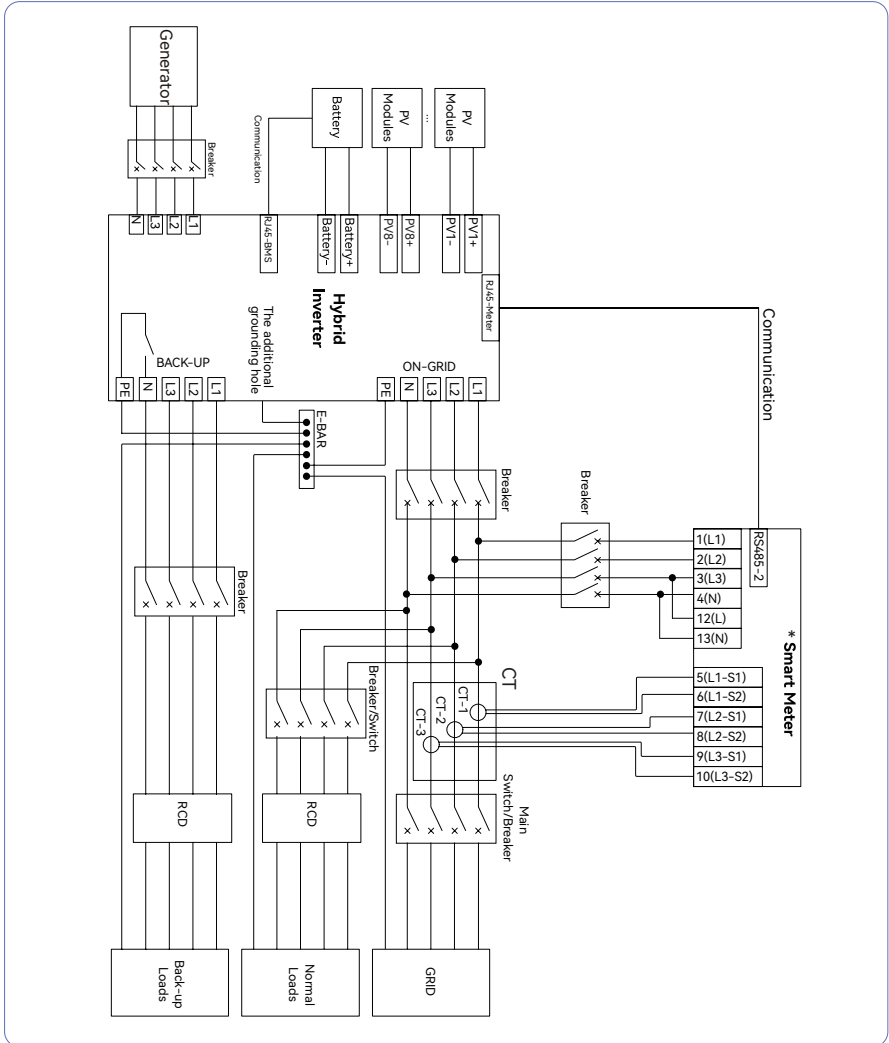 Generator
Breaker
Battery
Communication
PV
Modules
...
PV
Modules
N
L3
L2
L1
RJ45-BMS
Battery-
Battery+
PV8-
PV8+
PV1-
PV1+
RJ45-Meter
Communication
Hybrid
Inverter
The additional
grounding hole
BACK-UP
PE
N
L3
L2
L1
ON-GRID
PE
N
L3
L2
L1
E-BAR
Breaker
Breaker
RS485-2
* Smart Meter
1(L1)
2(L2)
3(L3)
4(N)
12(L)
13(N)
5(L1-S1)
6(L1-S2)
7(L2-S1)
8(L2-S2)
9(L3-S1)
10(L3-S2)
Breaker
Breaker/Switch
CT
CT-1
CT-2
CT-3
Main
Switch/Breaker
RCD
RCD
Back-up
Loads
Normal
Loads
GRID